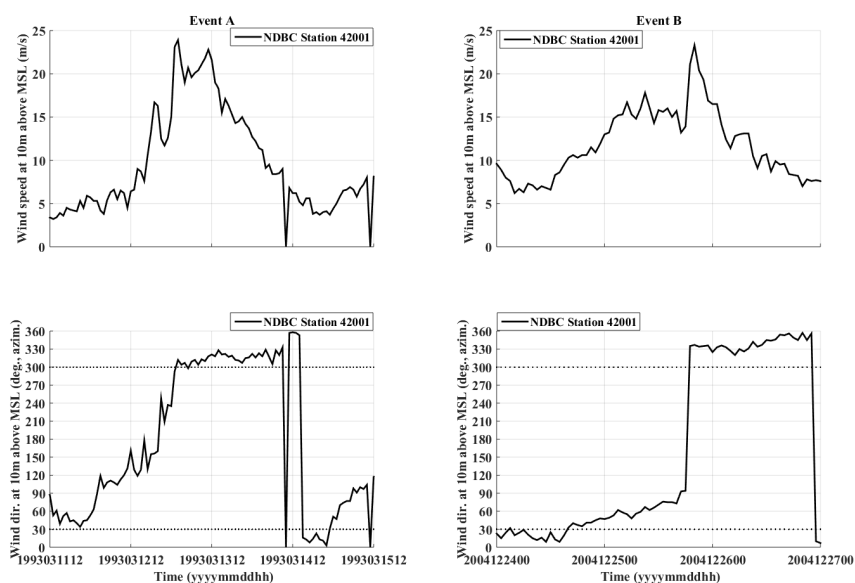 Event A
Event B
NDBC Station 42001
NDBC Station 42001
Wind speed at 10m above MSL (m/s)
25
20
15
10
5
0
Wind speed at 10m above MSL (m/s)
25
20
15
10
5
0
NDBC Station 42001
NDBC Station 42001
Wind dir. at 10m above MSL (deg., azim.)
360
330
300
270
240
210
180
150
120
90
60
30
0
Wind dir. at 10m above MSL (deg., azim.)
360
330
300
270
240
210
180
150
120
90
60
30
0
1993031112 1993031212 1993031312 1993031412 1993031512
2004122400 2004122500 2004122600 2004122700
Time (yyyymmddhh)
Time (yyyymmddhh)